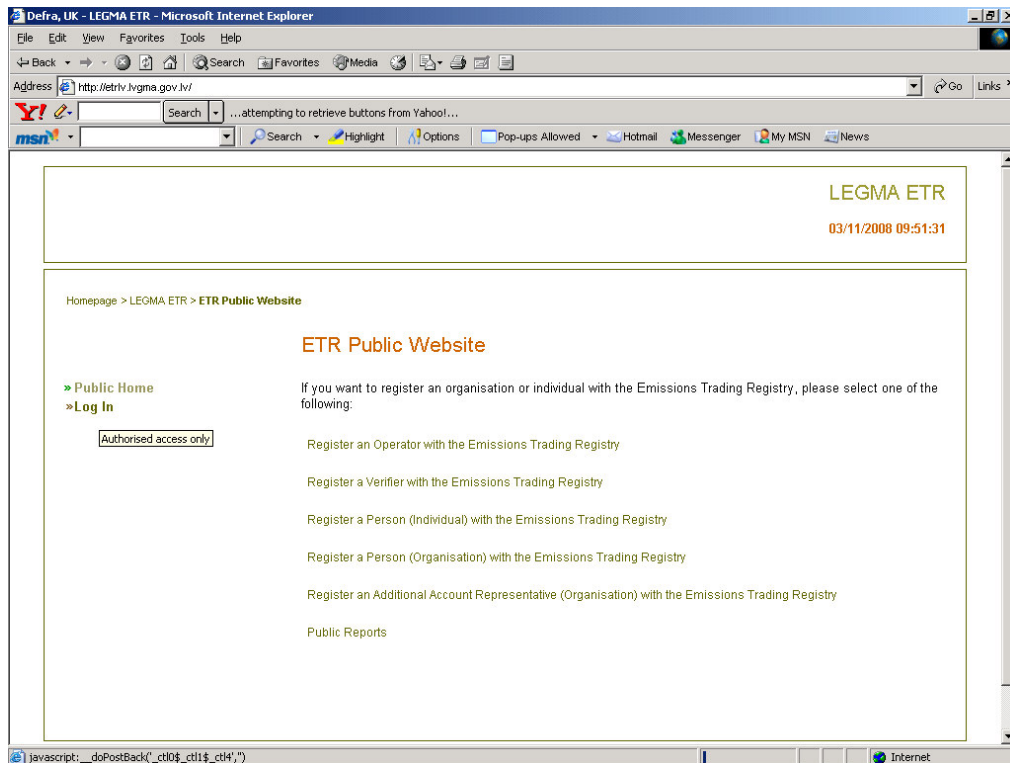 Defra, UK - LEGMA ETR - Microsoft Internet Explorer
File Edit View Favorites Tools Help
Back Search Favorites Media
Address http://etrlv.lvgma.gov.lv/ Go Links
Y! Search ...attempting to retrieve buttons from Yahoo!...
msn Search Highlight Options Pop-ups Allowed Hotmail Messenger My MSN News
LEGMA ETR
03/11/2008 09:51:31
Homepage > LEGMA ETR > ETR Public Website
ETR Public Website
» Public Home
»Log In
Authorised access only
If you want to register an organisation or individual with the Emissions Trading Registry, please select one of the
following:
Register an Operator with the Emissions Trading Registry
Register a Verifier with the Emissions Trading Registry
Register a Person (Individual) with the Emissions Trading Registry
Register a Person (Organisation) with the Emissions Trading Registry
Register an Additional Account Representative (Organisation) with the Emissions Trading Registry
Public Reports
javascript:__doPostBack('_ctl0$_ctl1$_ctl4','') Internet